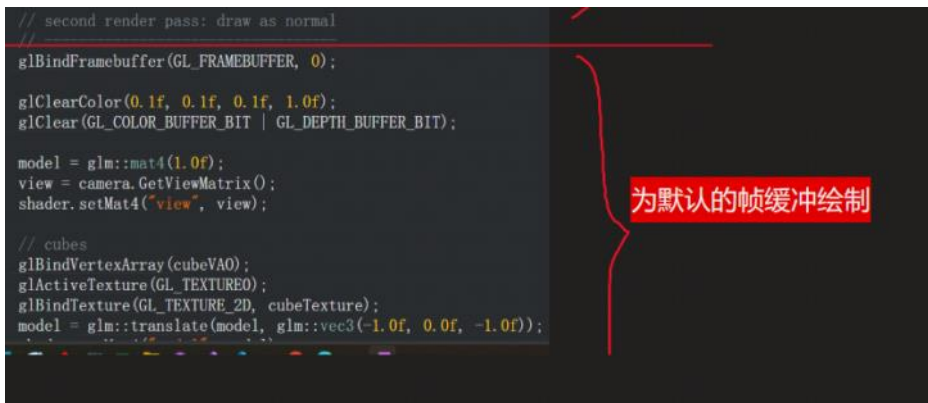 // second render pass: draw as normal
// ----------------------------------
glBindFramebuffer(GL_FRAMEBUFFER, 0);
glClearColor(0.1f, 0.1f, 0.1f, 1.0f);
glClear(GL_COLOR_BUFFER_BIT | GL_DEPTH_BUFFER_BIT);
model = glm::mat4(1.0f);
view = camera.GetViewMatrix();
shader.setMat4("view", view);
为默认的帧缓冲绘制
// cubes
glBindVertexArray(cubeVAO);
glActiveTexture(GL_TEXTURE0);
glBindTexture(GL_TEXTURE_2D, cubeTexture);
model = glm::translate(model, glm::vec3(-1.0f, 0.0f, -1.0f));